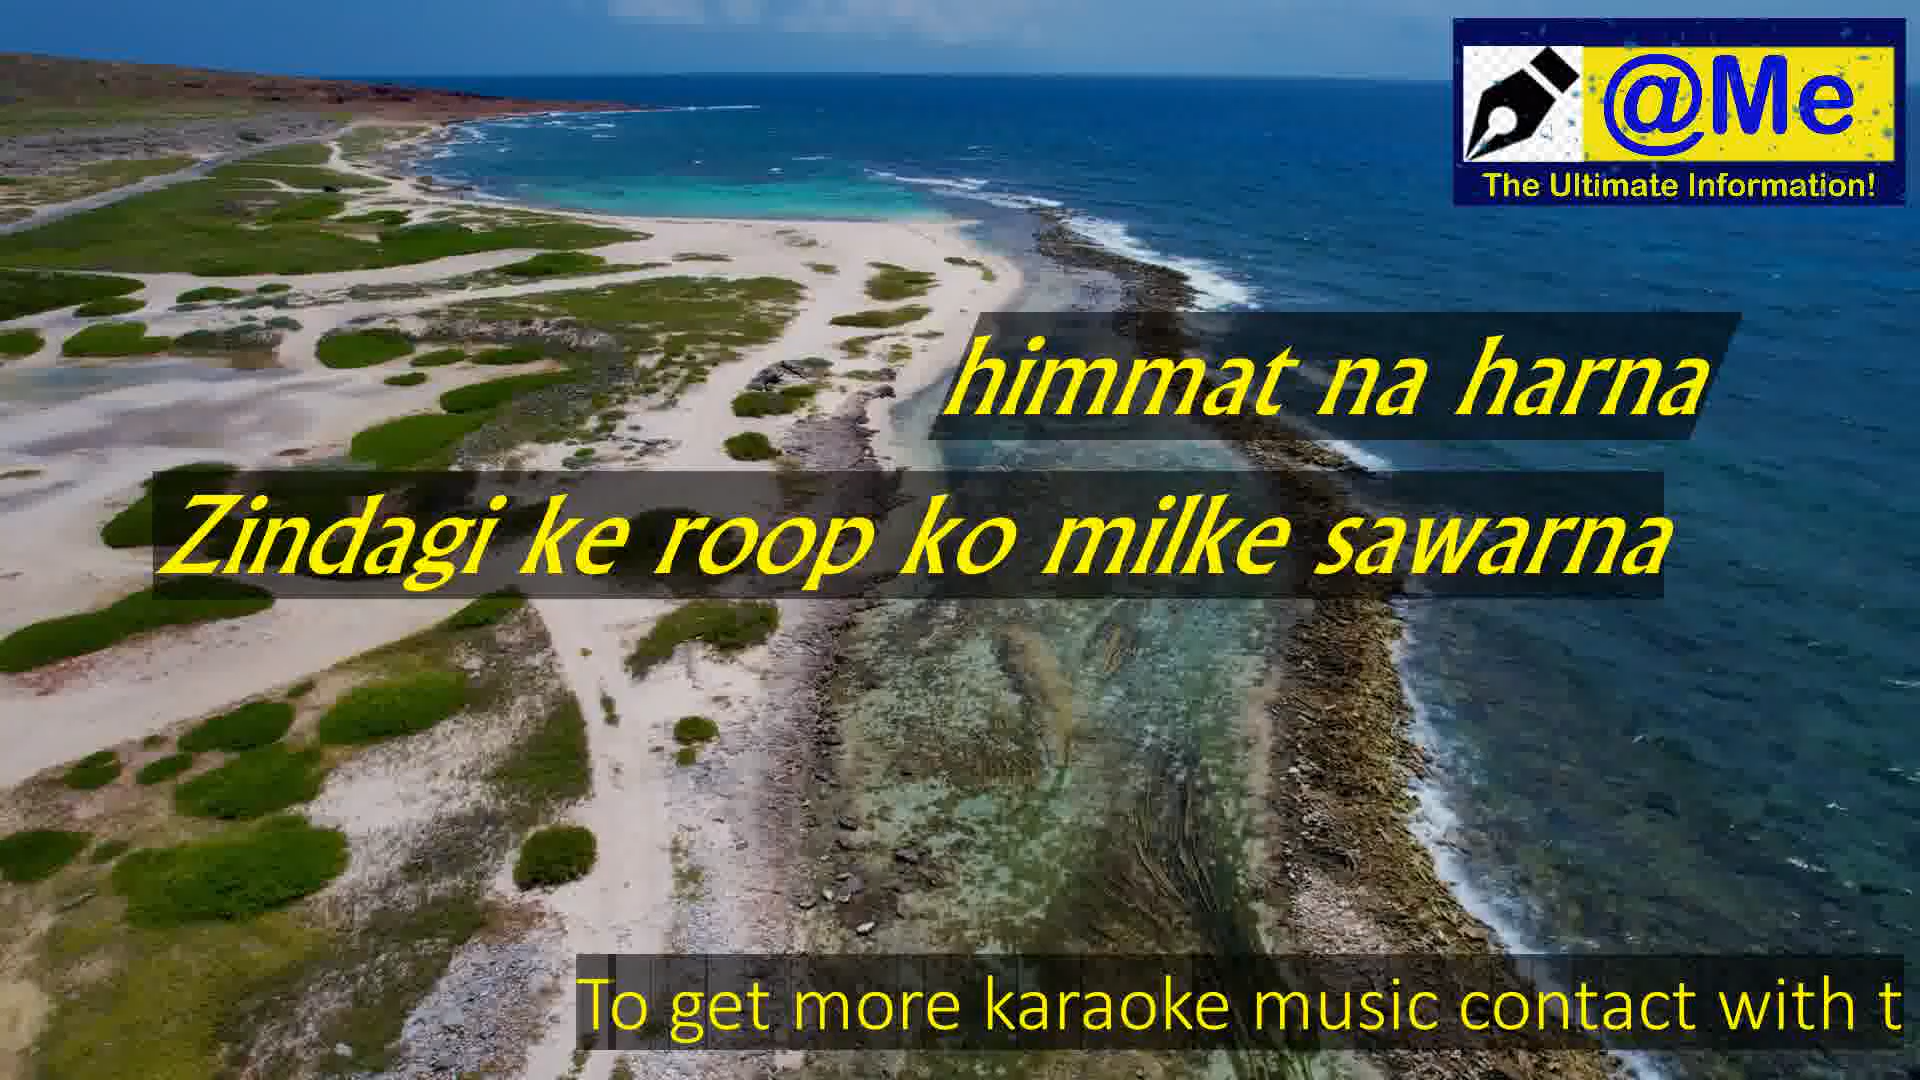 @Me
The Ultimate Information!
himmat na harna
Zindagi ke roop ko milke sawarna
To get more karaoke music contact with t